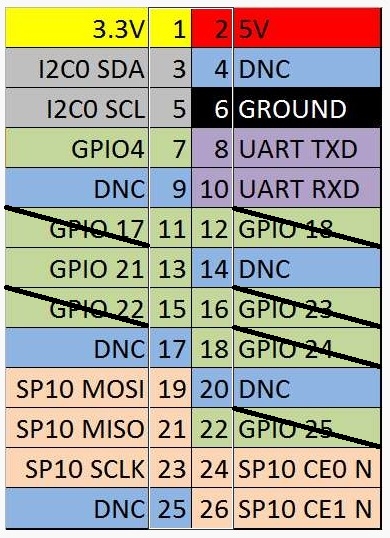 3.3V 1 2 5V
I2C0 SDA 3 4 DNC
I2C0 SCL 5 6 GROUND
GPIO4 7 8 UART TXD
DNC 9 10 UART RXD
GPIO 17 11 12 GPIO 18
GPIO 21 13 14 DNC
GPIO 22 15 16 GPIO 23
DNC 17 18 GPIO 24
SP10 MOSI 19 20 DNC
SP10 MISO 21 22 GPIO 25
SP10 SCLK 23 24 SP10 CE0 N
DNC 25 26 SP10 CE1 N